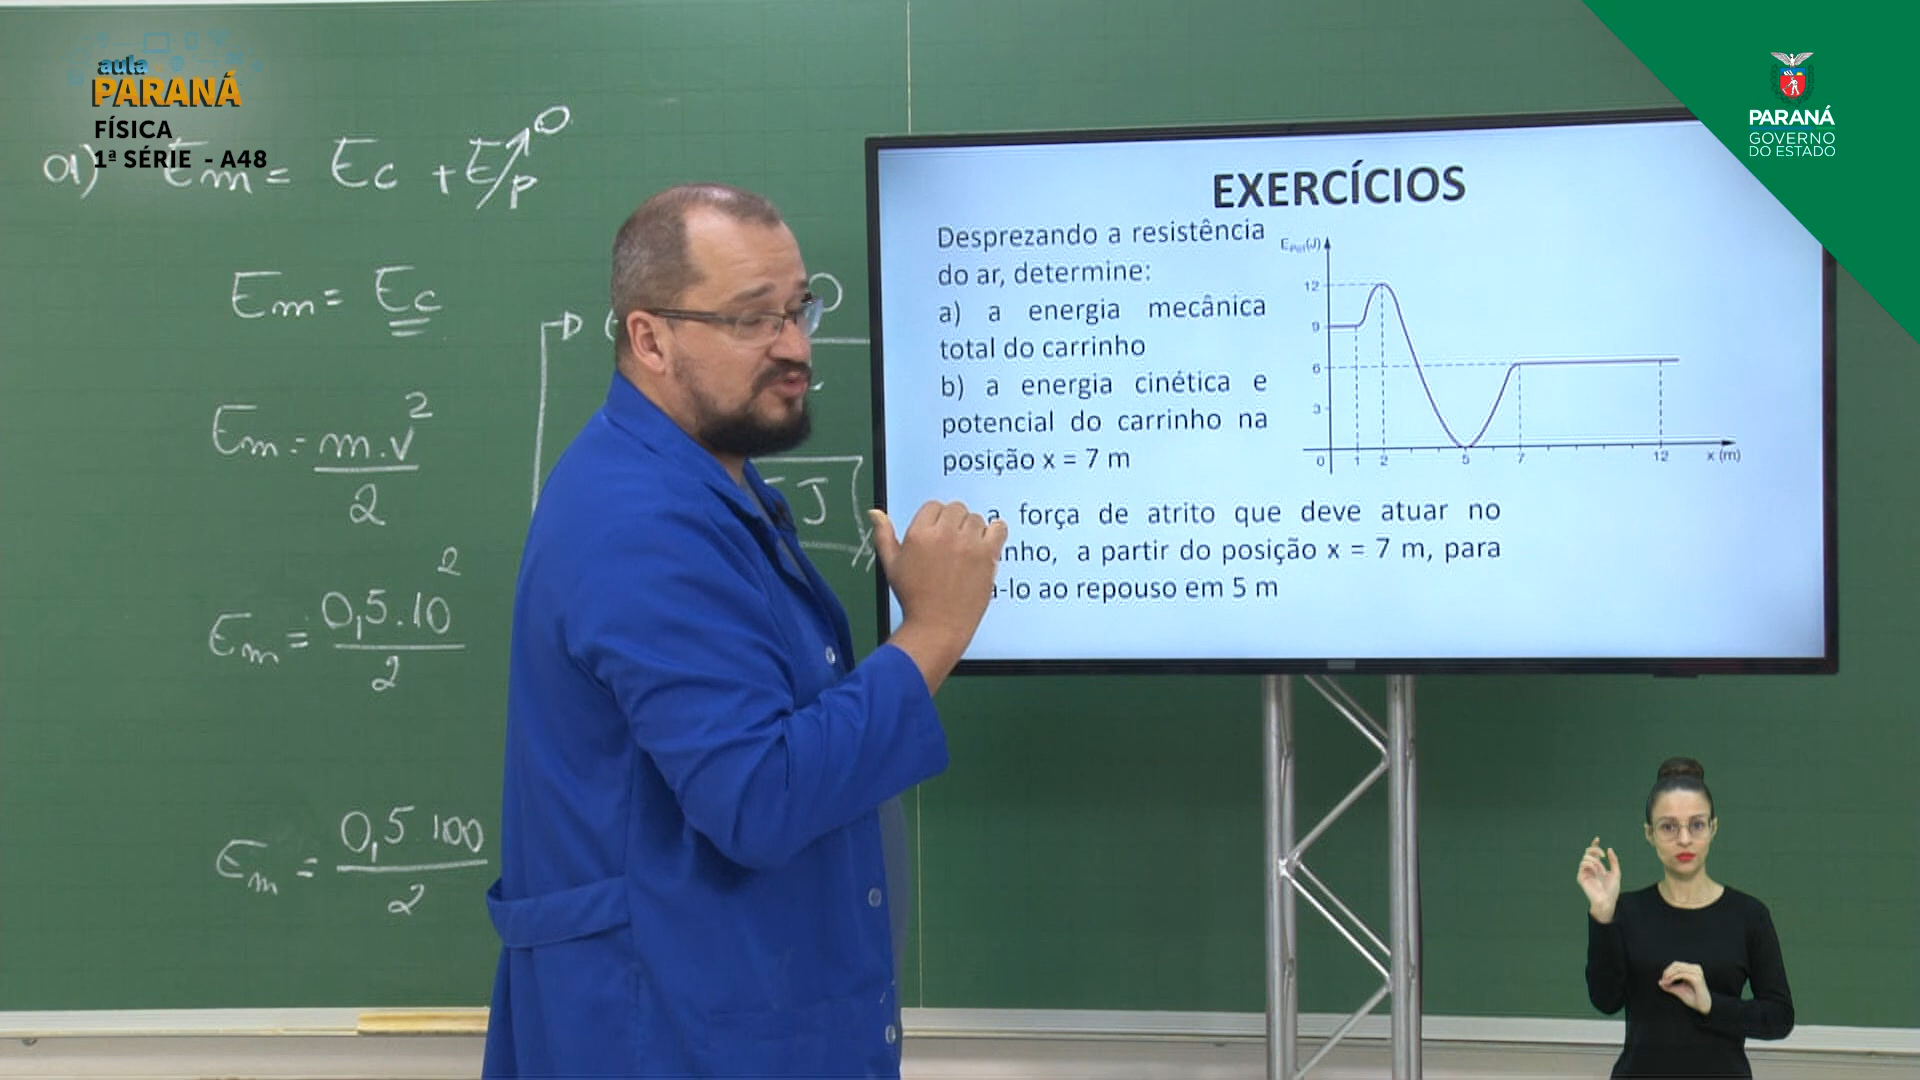 aula
PARANÁ
FÍSICA
1ª SÉRIE - A48
a) Em = Ec + Ep 0
Em = Ec
Em = m.v²
2
Em = 0,5.10²
2
Em = 0,5.100
2
J
EXERCÍCIOS
Desprezando a resistência
do ar, determine:
a) a energia mecânica
total do carrinho
b) a energia cinética e
potencial do carrinho na
posição x = 7 m
a força de atrito que deve atuar no
nho, a partir do posição x = 7 m, para
-lo ao repouso em 5 m
EPot(J)
12
9
6
3
0 1 2 5 7 12 x (m)
PARANÁ
GOVERNO
DO ESTADO